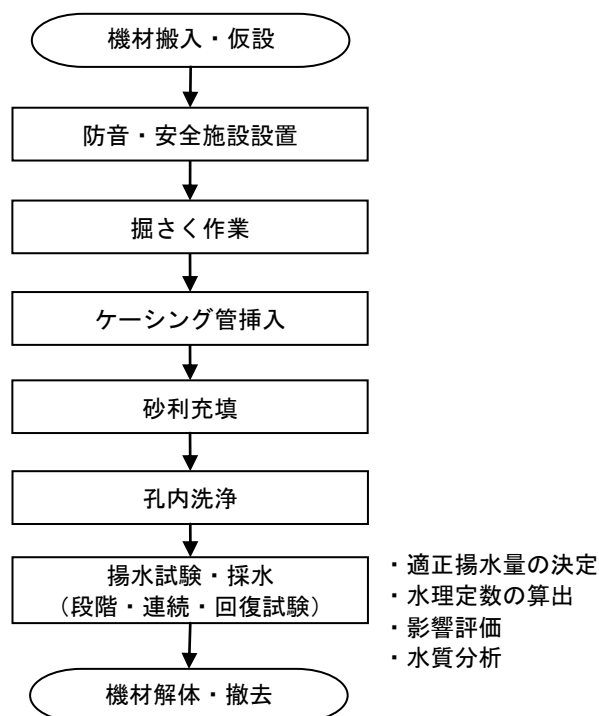 機材搬入・仮設
防音・安全施設設置
掘さく作業
ケーシング管挿入
砂利充填
孔内洗浄
揚水試験・採水
（段階・連続・回復試験）
・適正揚水量の決定
・水理定数の算出
・影響評価
・水質分析
機材解体・撤去